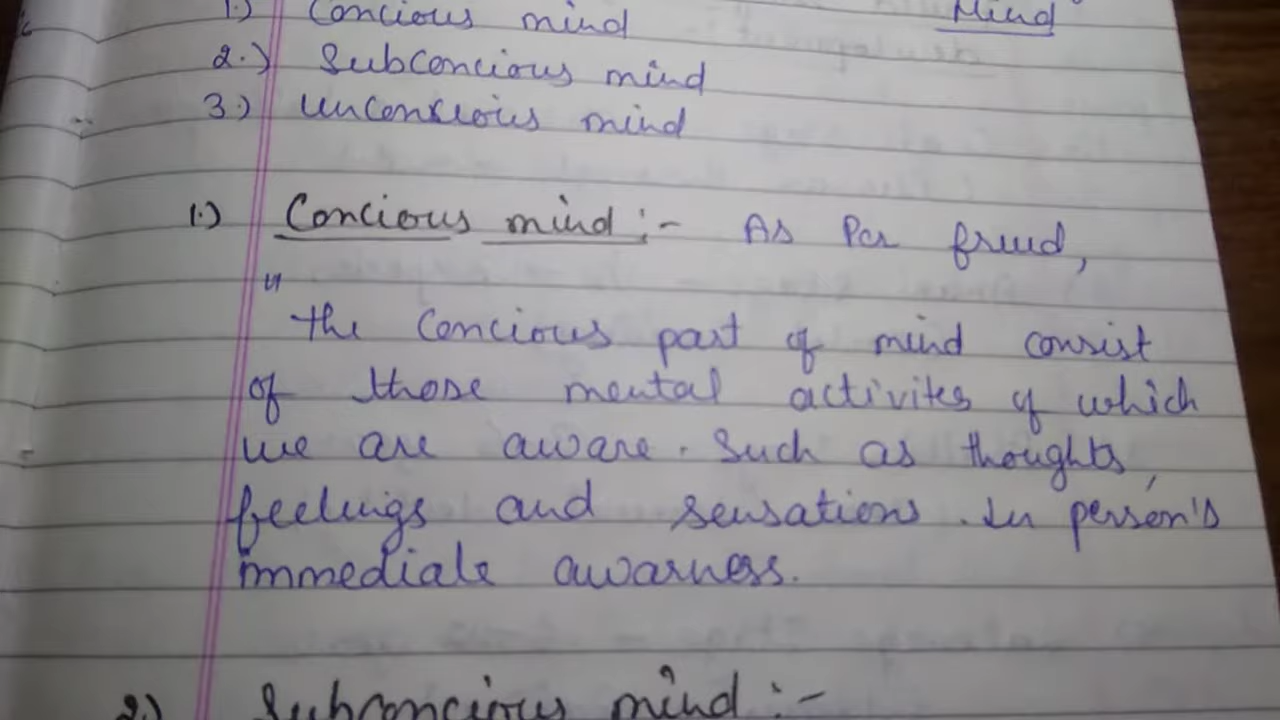 Mind
1.) Concious mind
2.) Subconcious mind
3.) Unconscious mind
1.) Concious mind :- As Per freud,
"
the concious part of mind consist
of those mental activites of which
we are aware. Such as thoughts,
feelings and sensations. In person's
immediate awarness.
2.) Subconcious mind :-